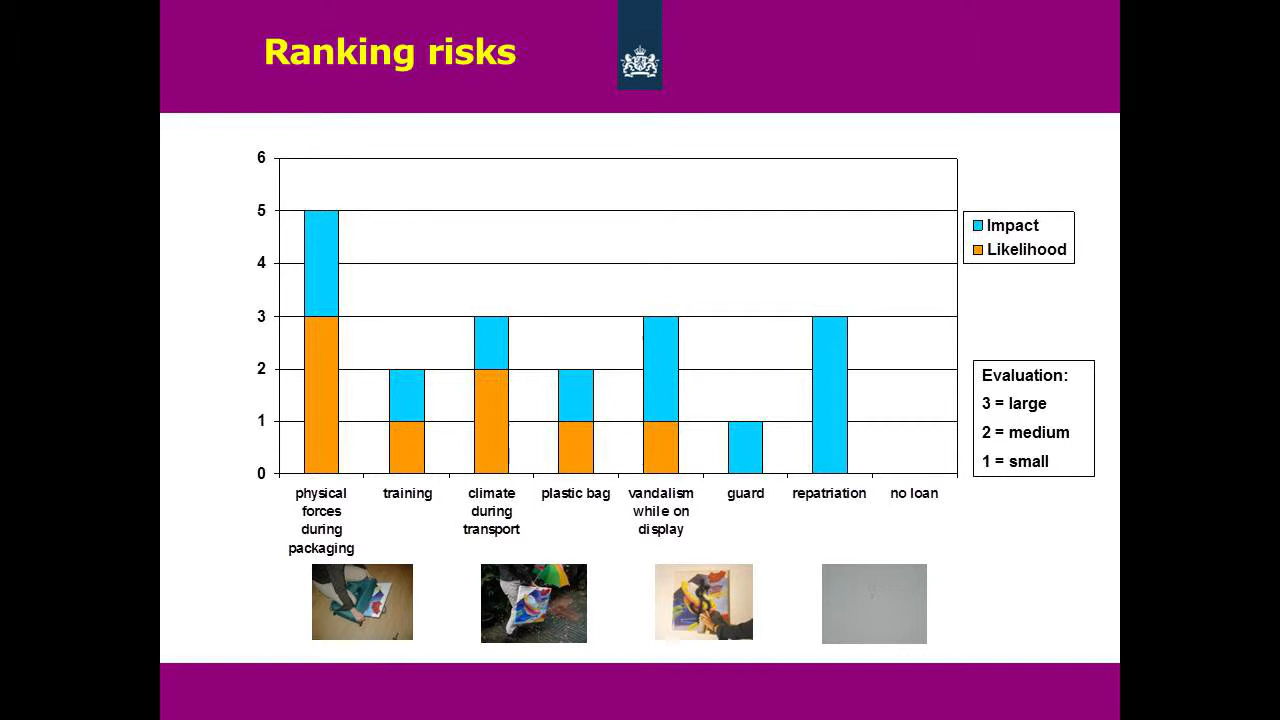 Ranking risks
6
5
4
3
2
1
0
Impact
Likelihood
Evaluation:
3 = large
2 = medium
1 = small
physical
forces
during
packaging
training
climate
during
transport
plastic bag
vandalism
while on
display
guard
repatriation
no loan